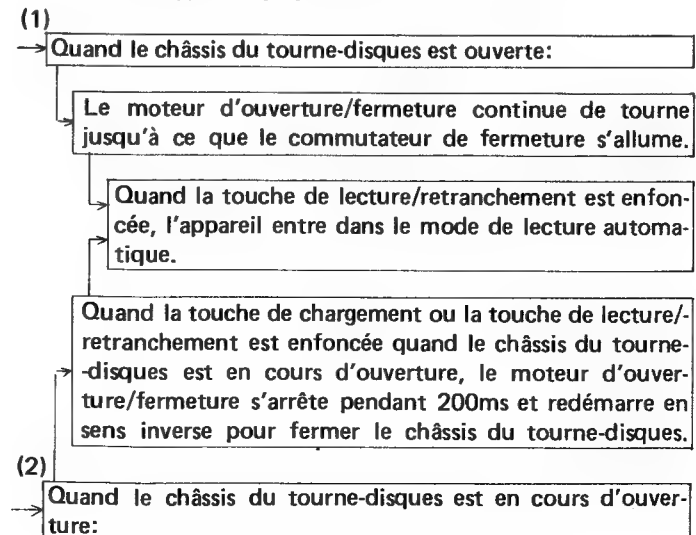 (1)
Quand le châssis du tourne-disques est ouverte:
Le moteur d'ouverture/fermeture continue de tourne
jusqu'à ce que le commutateur de fermeture s'allume.
Quand la touche de lecture/retranchement est enfon-
cée, l'appareil entre dans le mode de lecture automa-
tique.
Quand la touche de chargement ou la touche de lecture/-
retranchement est enfoncée quand le châssis du tourne-
-disques est en cours d'ouverture, le moteur d'ouver-
ture/fermeture s'arrête pendant 200ms et redémarre en
sens inverse pour fermer le châssis du tourne-disques.
(2)
Quand le châssis du tourne-disques est en cours d'ouver-
ture: